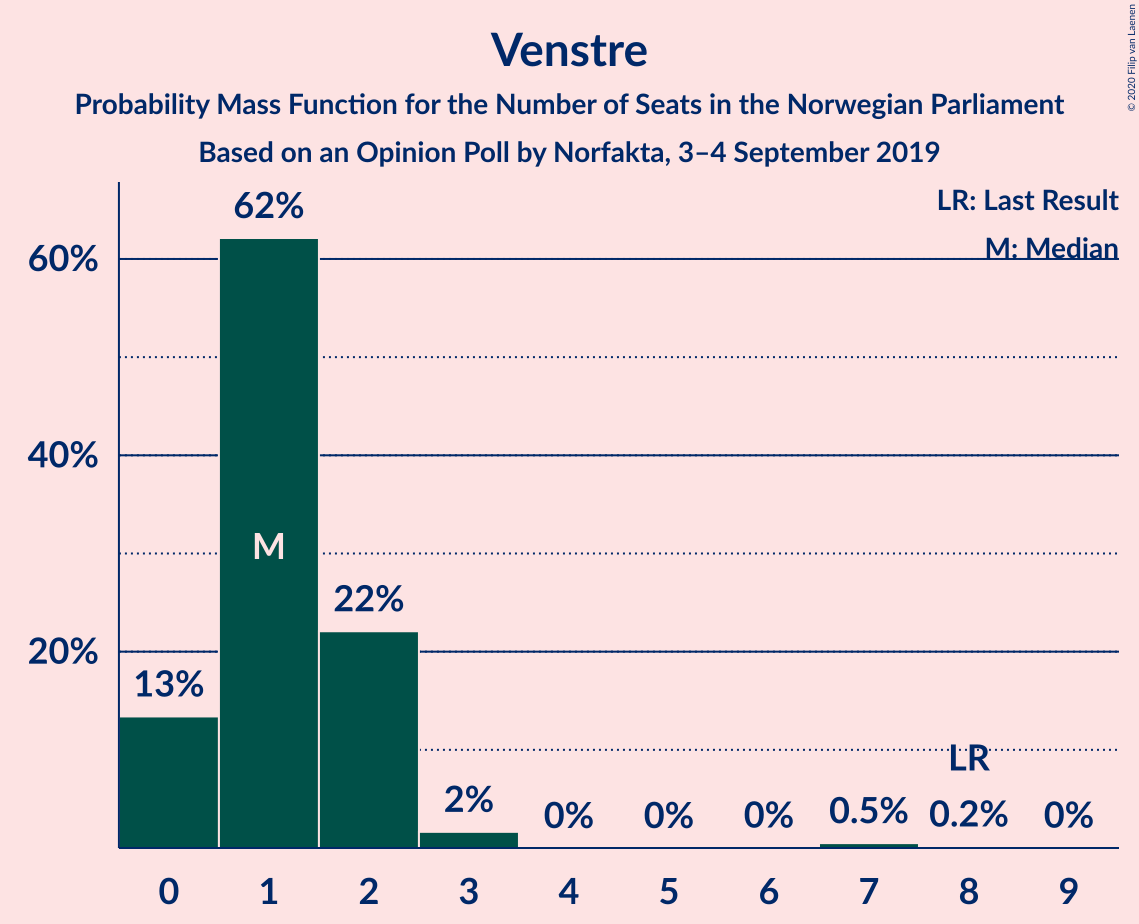 © 2020 Filip van Laenen
Venstre
Probability Mass Function for the Number of Seats in the Norwegian Parliament
Based on an Opinion Poll by Norfakta, 3–4 September 2019
LR: Last Result
M: Median
62%
60%
40%
M
22%
20%
13%
LR
2%
0%
0%
0%
0.5%
0.2%
0%
0 1 2 3 4 5 6 7 8 9